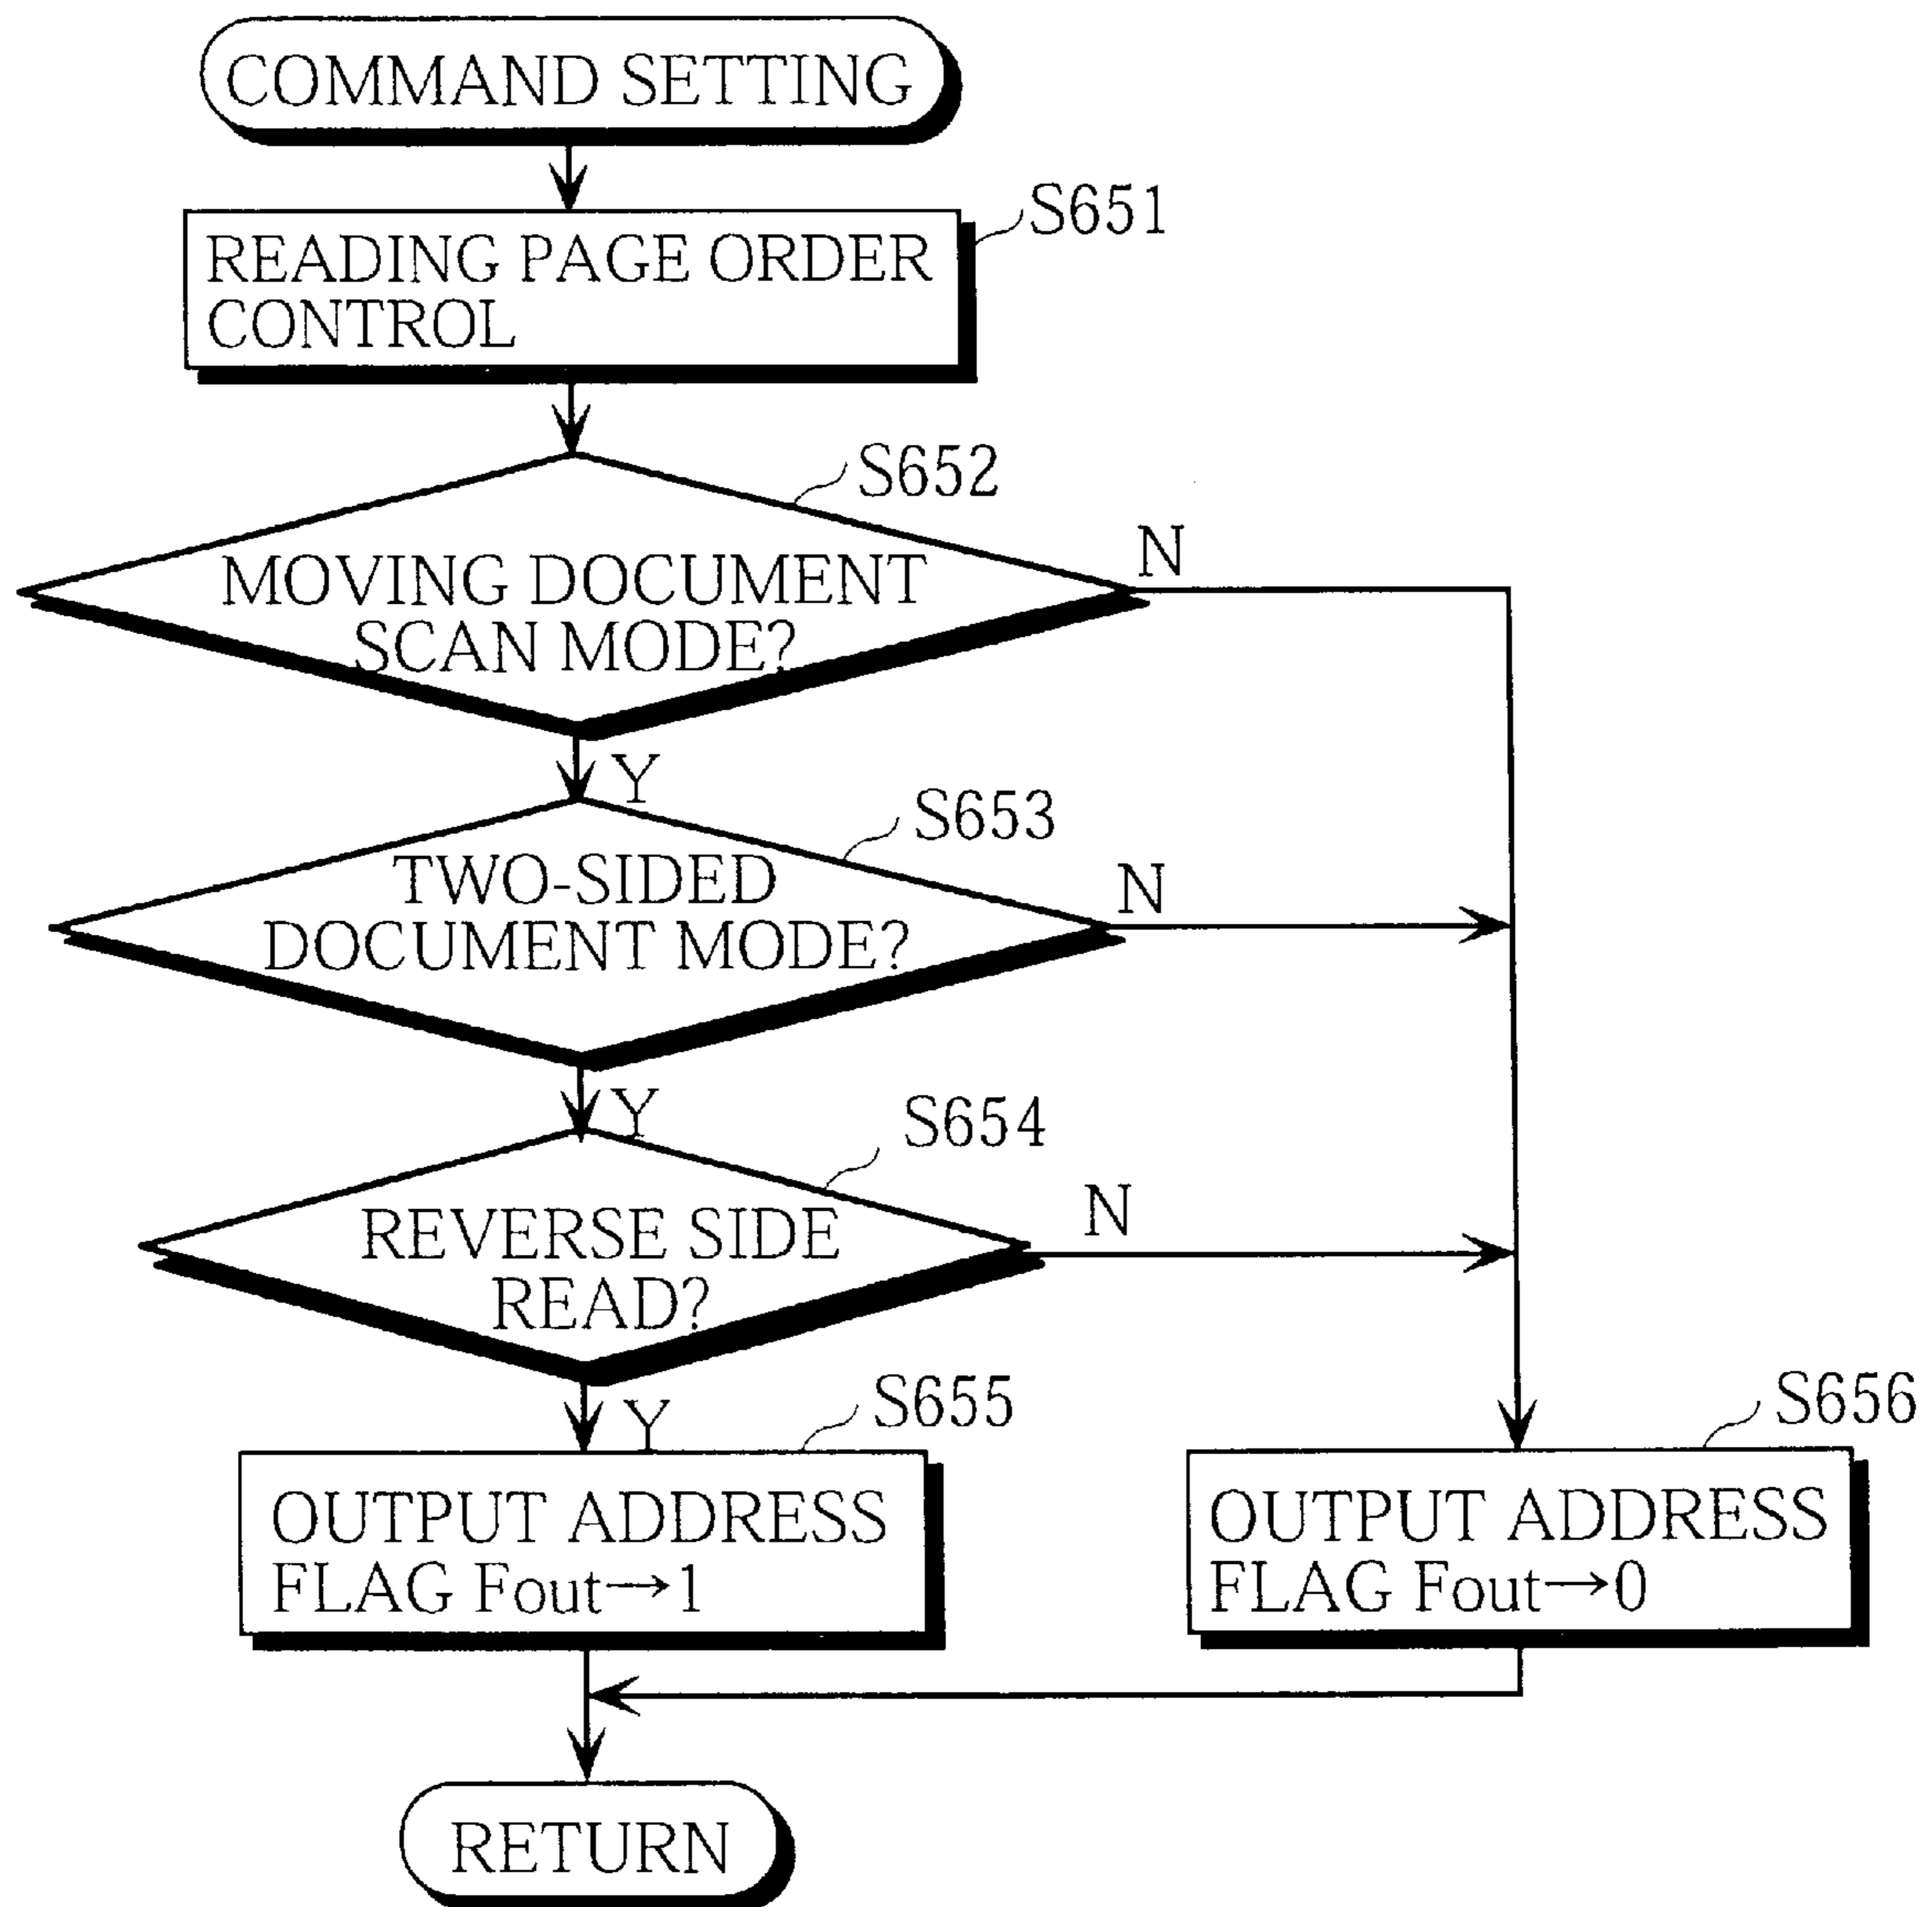 COMMAND SETTING
S651
READING PAGE ORDER
CONTROL
S652
N
MOVING DOCUMENT
SCAN MODE?
Y
S653
TWO-SIDED
N
DOCUMENT MODE?
Y
S654
N
REVERSE SIDE
READ?
Y
S655
S656
OUTPUT ADDRESS
FLAG Fout→1
OUTPUT ADDRESS
FLAG Fout→0
RETURN